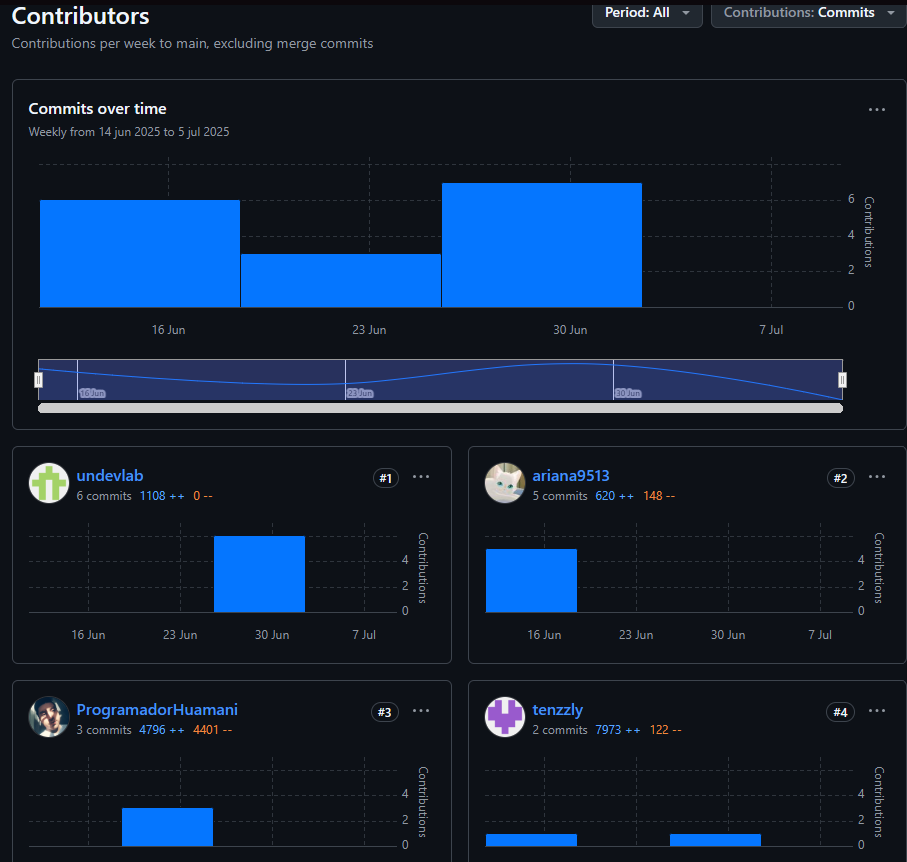 Contributors
Period: All
Contributions: Commits
Contributions per week to main, excluding merge commits
Commits over time
Weekly from 14 jun 2025 to 5 jul 2025
6
4
2
0
Contributions
16 Jun 23 Jun 30 Jun 7 Jul
16 Jun 23 Jun 30 Jun
undevlab
#1
6 commits 1108 ++ 0 --
4
2
0
Contributions
16 Jun 23 Jun 30 Jun 7 Jul
ariana9513
#2
5 commits 620 ++ 148 --
4
2
0
Contributions
16 Jun 23 Jun 30 Jun 7 Jul
ProgramadorHuamani
#3
3 commits 4796 ++ 4401 --
4
2
0
Contributions
tenzzly
#4
2 commits 7973 ++ 122 --
4
2
0
Contributions